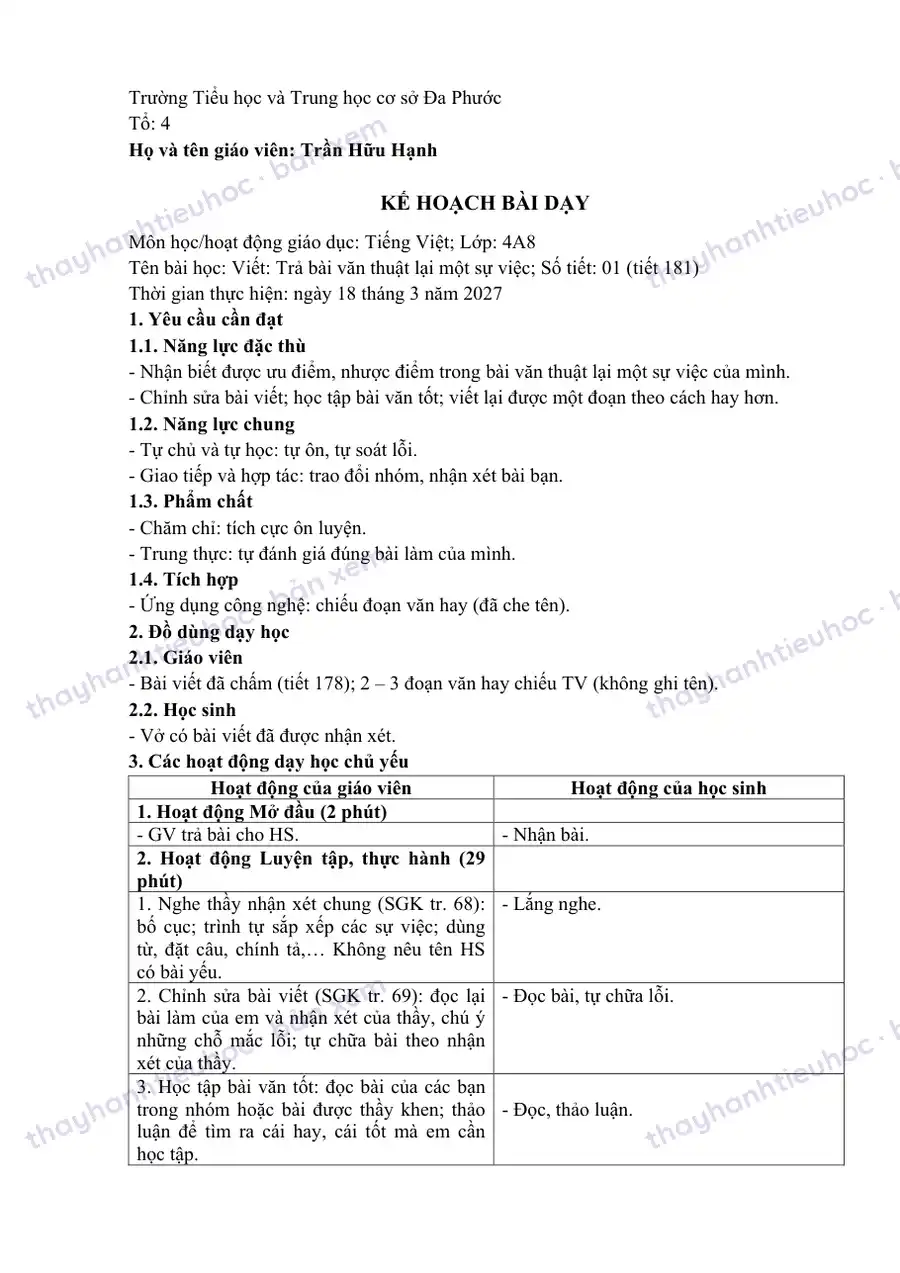 Trường Tiểu học và Trung học cơ sở Đa Phước
Tổ: 4
Họ và tên giáo viên: Trần Hữu Hạnh
KẾ HOẠCH BÀI DẠY
Môn học/hoạt động giáo dục: Tiếng Việt; Lớp: 4A8
Tên bài học: Viết: Trả bài văn thuật lại một sự việc; Số tiết: 01 (tiết 181)
Thời gian thực hiện: ngày 18 tháng 3 năm 2027
1. Yêu cầu cần đạt
1.1. Năng lực đặc thù
- Nhận biết được ưu điểm, nhược điểm trong bài văn thuật lại một sự việc của mình.
- Chỉnh sửa bài viết; học tập bài văn tốt; viết lại được một đoạn theo cách hay hơn.
1.2. Năng lực chung
- Tự chủ và tự học: tự ôn, tự soát lỗi.
- Giao tiếp và hợp tác: trao đổi nhóm, nhận xét bài bạn.
1.3. Phẩm chất
- Chăm chỉ: tích cực ôn luyện.
- Trung thực: tự đánh giá đúng bài làm của mình.
1.4. Tích hợp
- Ứng dụng công nghệ: chiếu đoạn văn hay (đã che tên).
2. Đồ dùng dạy học
2.1. Giáo viên
- Bài viết đã chấm (tiết 178); 2 – 3 đoạn văn hay chiếu TV (không ghi tên).
2.2. Học sinh
- Vở có bài viết đã được nhận xét.
3. Các hoạt động dạy học chủ yếu
Hoạt động của giáo viên
Hoạt động của học sinh
1. Hoạt động Mở đầu (2 phút)
- GV trả bài cho HS.
- Nhận bài.
2. Hoạt động Luyện tập, thực hành (29
phút)
1. Nghe thầy nhận xét chung (SGK tr. 68):
bố cục; trình tự sắp xếp các sự việc; dùng
từ, đặt câu, chính tả,… Không nêu tên HS
có bài yếu.
- Lắng nghe.
2. Chỉnh sửa bài viết (SGK tr. 69): đọc lại
bài làm của em và nhận xét của thầy, chú ý
những chỗ mắc lỗi; tự chữa bài theo nhận
xét của thầy.
- Đọc bài, tự chữa lỗi.
3. Học tập bài văn tốt: đọc bài của các bạn
trong nhóm hoặc bài được thầy khen; thảo
luận để tìm ra cái hay, cái tốt mà em cần
học tập.
- Đọc, thảo luận.
thayhanhtieuhoc · bản xem
thayhanhtieuhoc · b
thayhanhtieuhoc · bản xem
thayhanhtieuhoc · b
thayhanhtieuhoc · bản xem
thayhanhtieuhoc · b